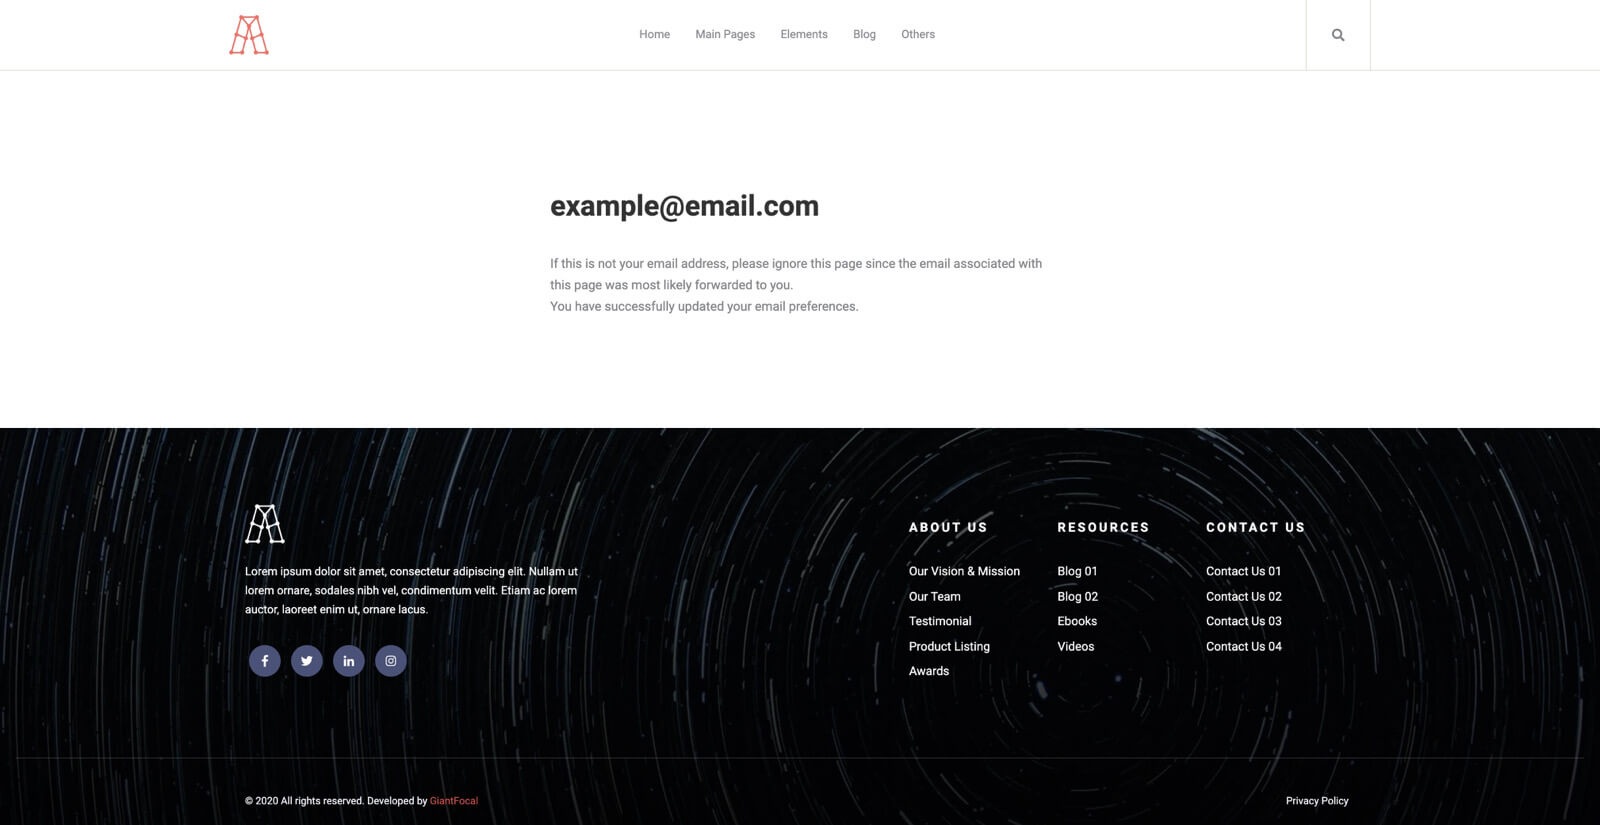 Home Main Pages Elements Blog Others
example@email.com
If this is not your email address, please ignore this page since the email associated with
this page was most likely forwarded to you.
You have successfully updated your email preferences.
Lorem ipsum dolor sit amet, consectetur adipiscing elit. Nullam ut
lorem ornare, sodales nibh vel, condimentum velit. Etiam ac lorem
auctor, laoreet enim ut, ornare lacus.
ABOUT US
Our Vision & Mission
Our Team
Testimonial
Product Listing
Awards
RESOURCES
Blog 01
Blog 02
Ebooks
Videos
CONTACT US
Contact Us 01
Contact Us 02
Contact Us 03
Contact Us 04
© 2020 All rights reserved. Developed by GiantFocal
Privacy Policy